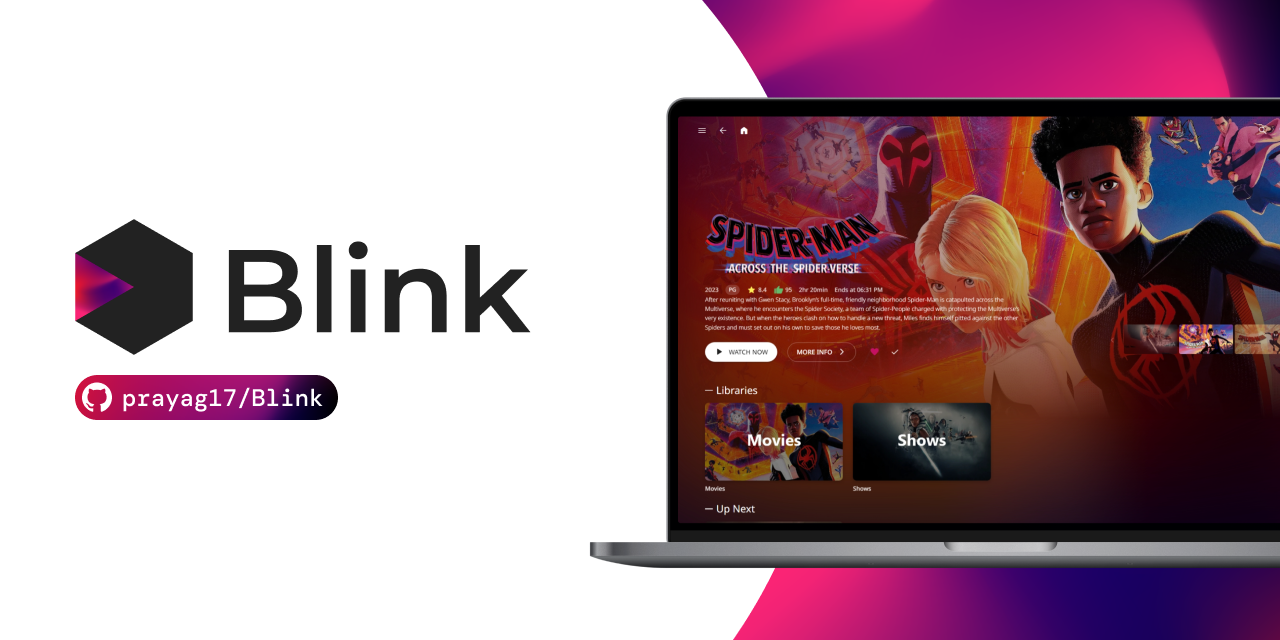 Blink
prayag17/Blink
SPIDER-MAN
ACROSS THE SPIDER-VERSE
2023 PG 8.4 95 2hr 20min Ends at 06:31 PM
After reuniting with Gwen Stacy, Brooklyn's full-time, friendly neighborhood Spider-Man is catapulted across the
Multiverse, where he encounters the Spider Society, a team of Spider-People charged with protecting the Multiverse's
very existence. But when the heroes clash on how to handle a new threat, Miles finds himself pitted against the other
Spiders and must set out on his own to save those he loves most.
WATCH NOW MORE INFO
Libraries
Movies Shows
Movies Shows
Up Next